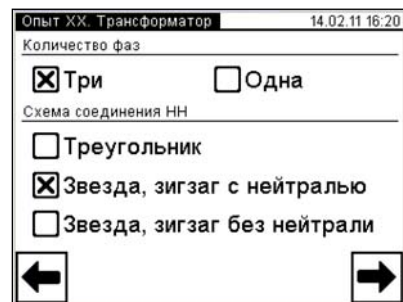 Опыт XX. Трансформатор 14.02.11 16:20
Количество фаз
Три Одна
Схема соединения НН
Треугольник
Звезда, зигзаг с нейтралью
Звезда, зигзаг без нейтрали